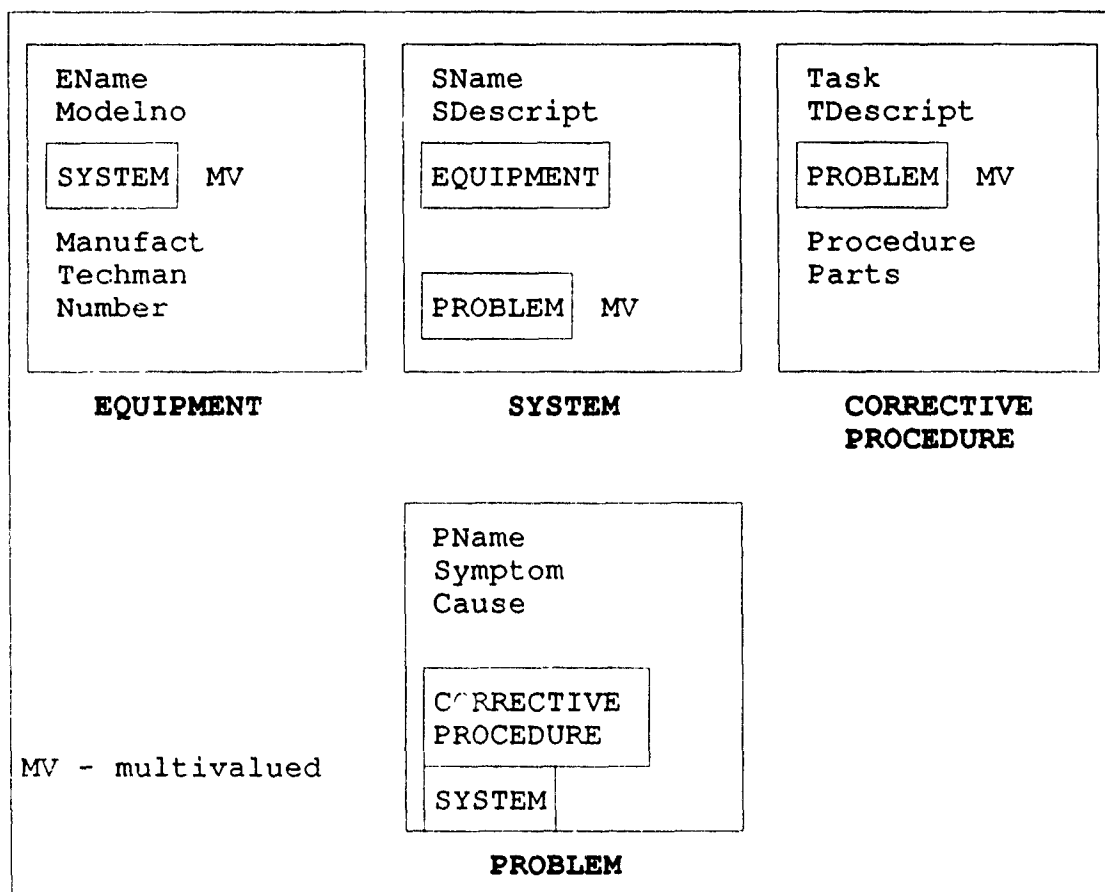 EName
Modelno
SYSTEM MV
Manufact
Techman
Number
EQUIPMENT
SName
SDescript
EQUIPMENT
PROBLEM MV
SYSTEM
Task
TDescript
PROBLEM MV
Procedure
Parts
CORRECTIVE
PROCEDURE
PName
Symptom
Cause
CORRECTIVE
PROCEDURE
SYSTEM
PROBLEM
MV - multivalued